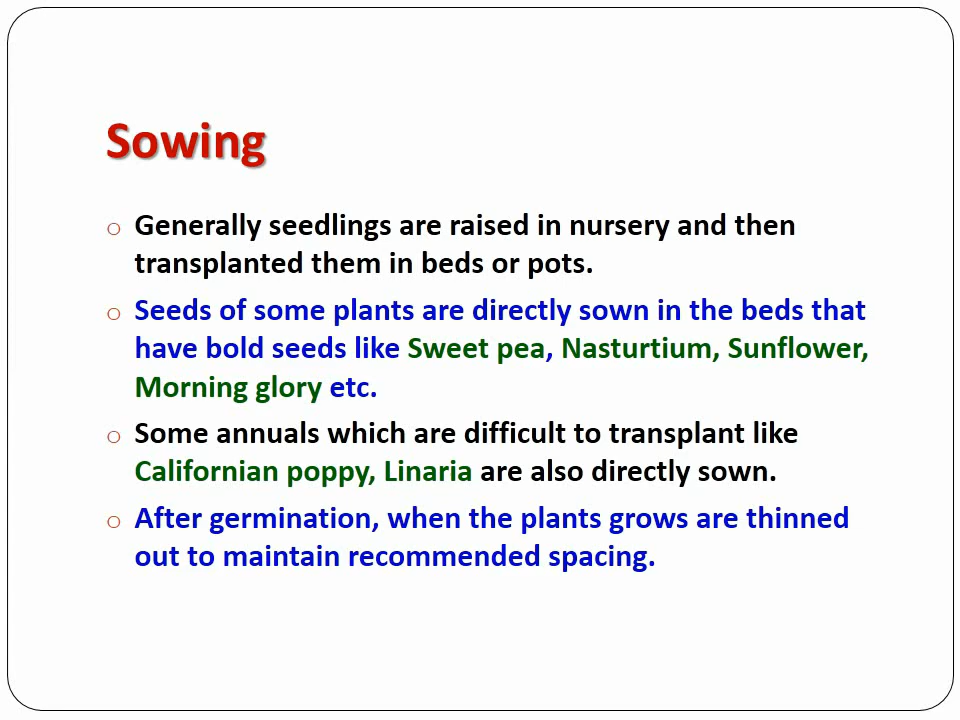 Sowing
Generally seedlings are raised in nursery and then
transplanted them in beds or pots.
Seeds of some plants are directly sown in the beds that
have bold seeds like Sweet pea, Nasturtium, Sunflower,
Morning glory etc.
Some annuals which are difficult to transplant like
Californian poppy, Linaria are also directly sown.
After germination, when the plants grows are thinned
out to maintain recommended spacing.